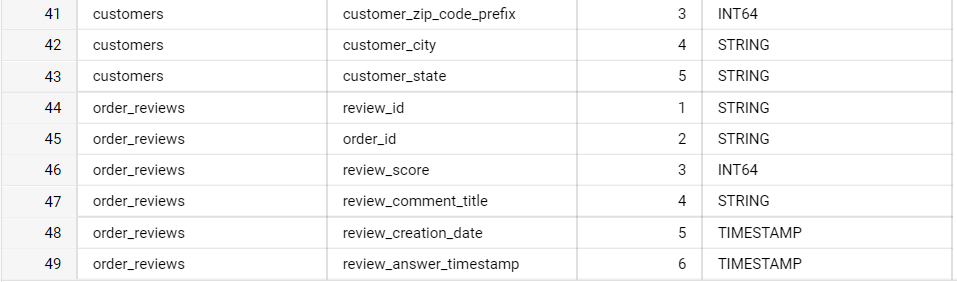 41 customers customer_zip_code_prefix 3 INT64
42 customers customer_city 4 STRING
43 customers customer_state 5 STRING
44 order_reviews review_id 1 STRING
45 order_reviews order_id 2 STRING
46 order_reviews review_score 3 INT64
47 order_reviews review_comment_title 4 STRING
48 order_reviews review_creation_date 5 TIMESTAMP
49 order_reviews review_answer_timestamp 6 TIMESTAMP